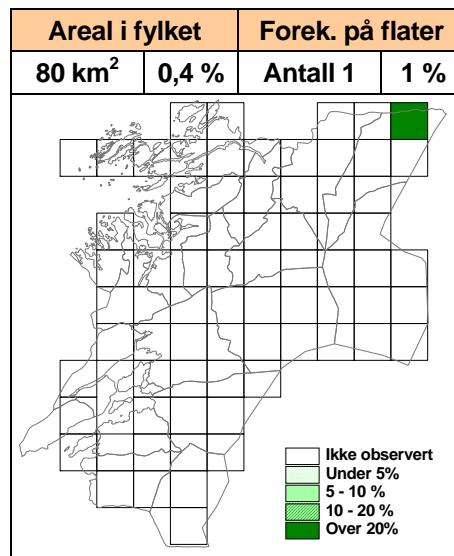 Areal i fylket Forek. på flater
80 km² 0,4 % Antall 1 1 %
Ikke observert
Under 5%
5 - 10 %
10 - 20 %
Over 20%